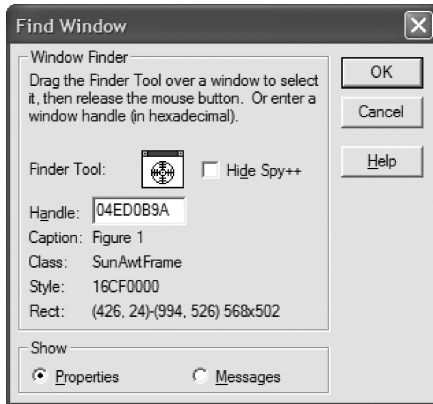 Find Window
Window Finder
Drag the Finder Tool over a window to select
it, then release the mouse button. Or enter a
window handle (in hexadecimal).
Finder Tool:
Hide Spy++
Handle: 04ED0B9A
Caption: Figure 1
Class: SunAwtFrame
Style: 16CF0000
Rect: (426, 24)-(994, 526) 568x502
Show
Properties
Messages
OK
Cancel
Help